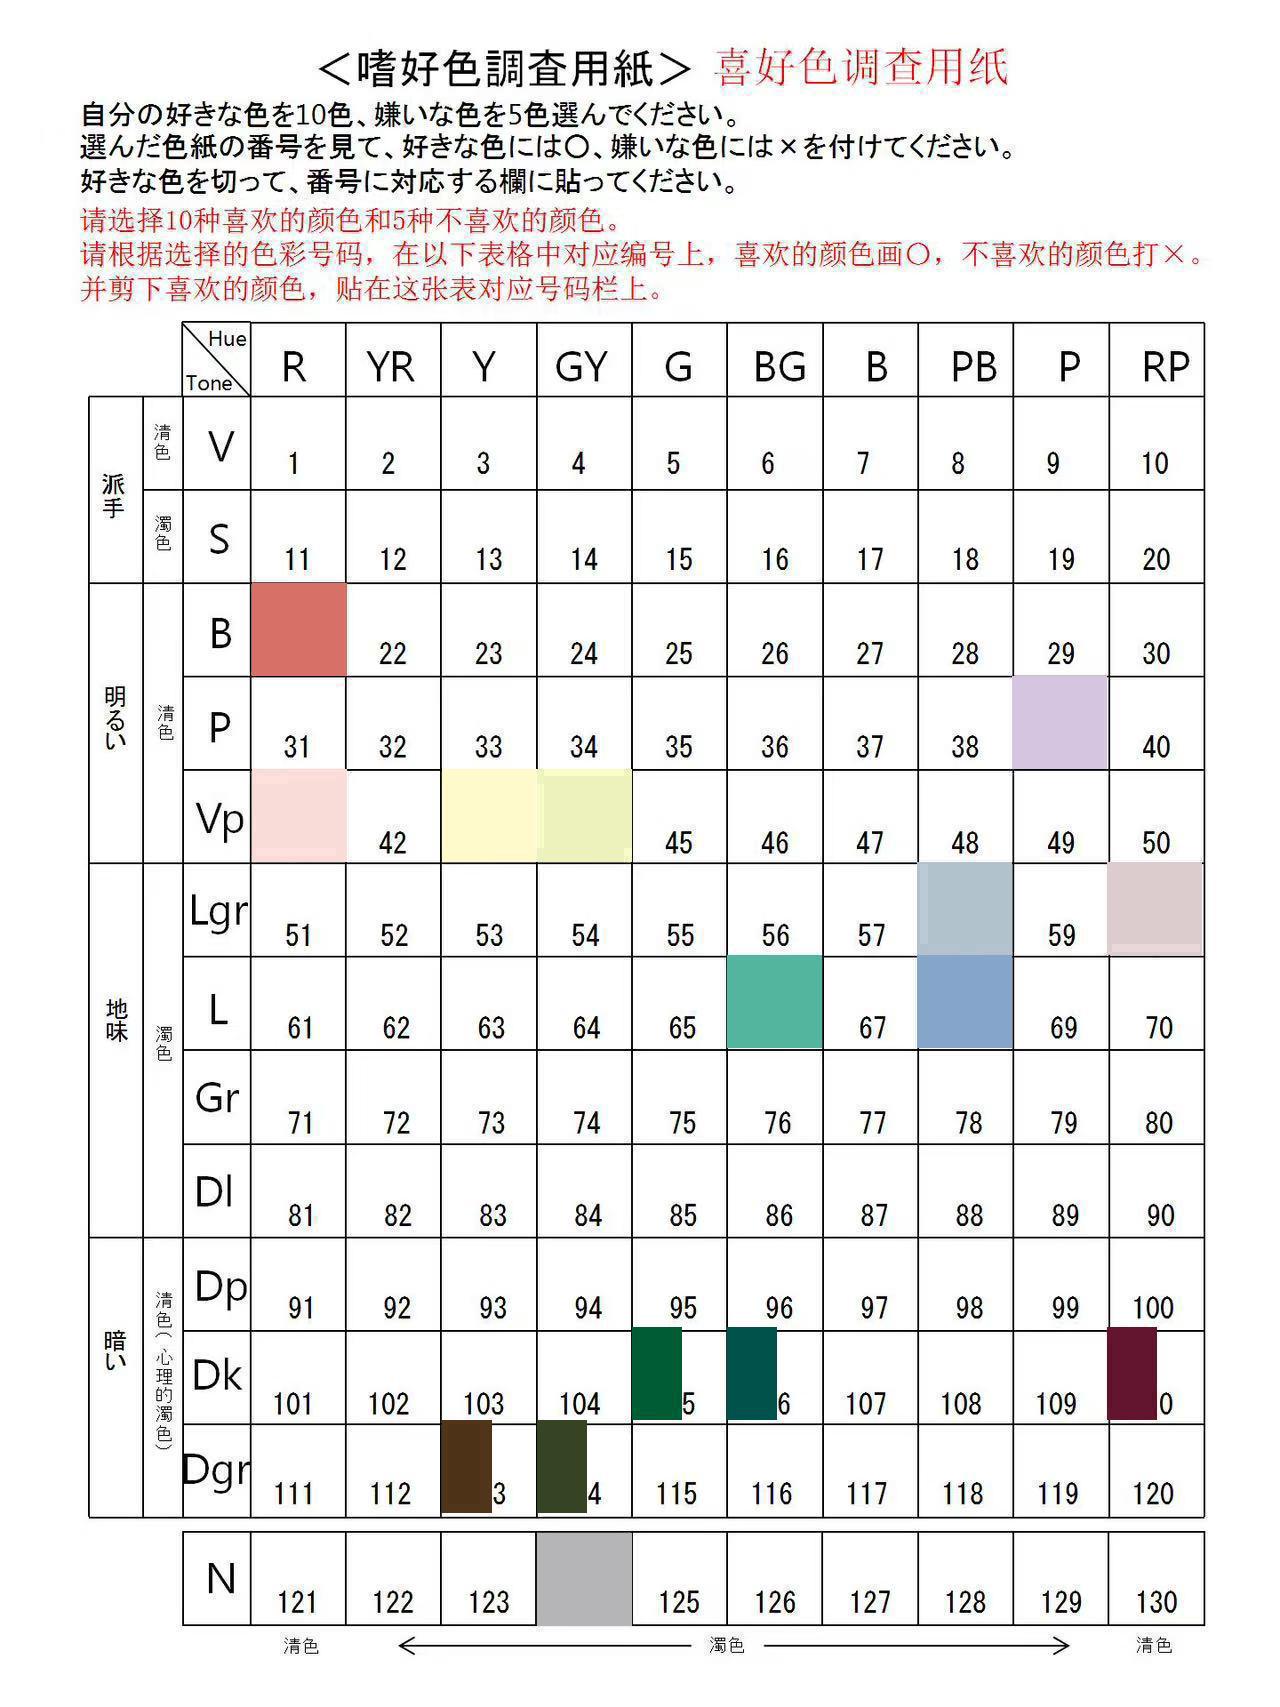 ＜嗜好色調査用紙＞ 喜好色调查用纸
自分の好きな色を10色、嫌いな色を5色選んでください。
選んだ色紙の番号を見て、好きな色には〇、嫌いな色には×を付けてください。
好きな色を切って、番号に対応する欄に貼ってください。
请选择10种喜欢的颜色和5种不喜欢的颜色。
请根据选择的色彩号码，在以下表格中对应编号上，喜欢的颜色画〇，不喜欢的颜色打×。
并剪下喜欢的颜色，贴在这张表对应号码栏上。
Hue
Tone
R YR Y GY G BG B PB P RP
派手
清色
V 1 2 3 4 5 6 7 8 9 10
濁色
S 11 12 13 14 15 16 17 18 19 20
明るい
清色
B 22 23 24 25 26 27 28 29 30
P 31 32 33 34 35 36 37 38 40
Vp 42 45 46 47 48 49 50
地味
濁色
Lgr 51 52 53 54 55 56 57 59
L 61 62 63 64 65 67 69 70
Gr 71 72 73 74 75 76 77 78 79 80
Dl 81 82 83 84 85 86 87 88 89 90
暗い
清色(心理的濁色)
Dp 91 92 93 94 95 96 97 98 99 100
Dk 101 102 103 104 5 6 107 108 109 0
Dgr 111 112 3 4 115 116 117 118 119 120
N 121 122 123 125 126 127 128 129 130
清色 濁色 清色